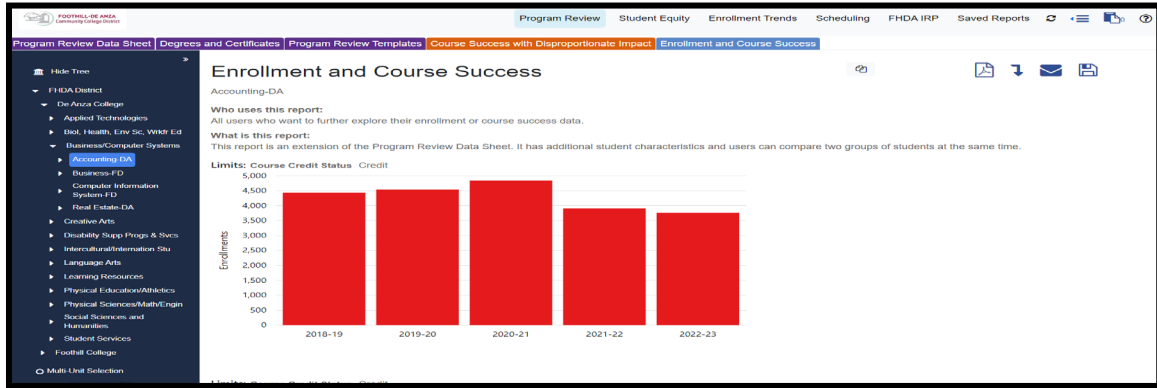 FOOTHILL-DE ANZA
Community College District
Program Review Student Equity Enrollment Trends Scheduling FHDA IRP Saved Reports
Program Review Data Sheet Degrees and Certificates Program Review Templates Course Success with Disproportionate Impact Enrollment and Course Success
»
Hide Tree
FHDA District
De Anza College
Applied Technologies
Biol, Health, Env Sc, Wrkfr Ed
Business/Computer Systems
Accounting-DA
Business-FD
Computer Information
System-FD
Real Estate-DA
Creative Arts
Disability Supp Progs & Svcs
Intercultural/Internation Stu
Language Arts
Learning Resources
Physical Education/Athletics
Physical Sciences/Math/Engin
Social Sciences and
Humanities
Student Services
Foothill College
Multi-Unit Selection
Enrollment and Course Success
Accounting-DA
Who uses this report:
All users who want to further explore their enrollment or course success data.
What is this report:
This report is an extension of the Program Review Data Sheet. It has additional student characteristics and users can compare two groups of students at the same time.
Limits: Course Credit Status Credit
5,000
4,500
4,000
3,500
3,000
2,500
2,000
1,500
1,000
500
0
Enrollments
2018-19 2019-20 2020-21 2021-22 2022-23